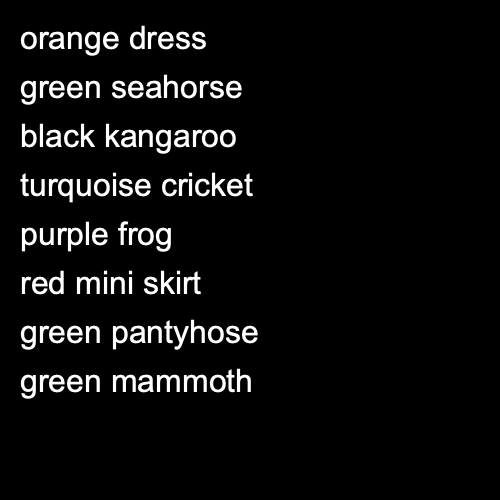 orange dress
green seahorse
black kangaroo
turquoise cricket
purple frog
red mini skirt
green pantyhose
green mammoth